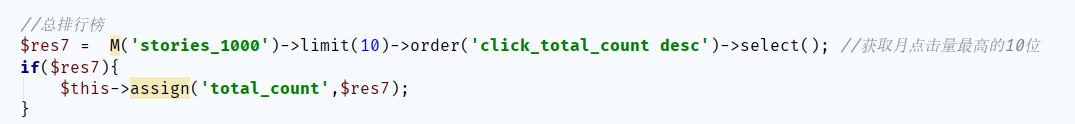 //总排行榜
$res7 =  M('stories_1000')->limit(10)->order('click_total_count desc')->select(); //获取月点击量最高的10位
if($res7){
    $this->assign('total_count',$res7);
}